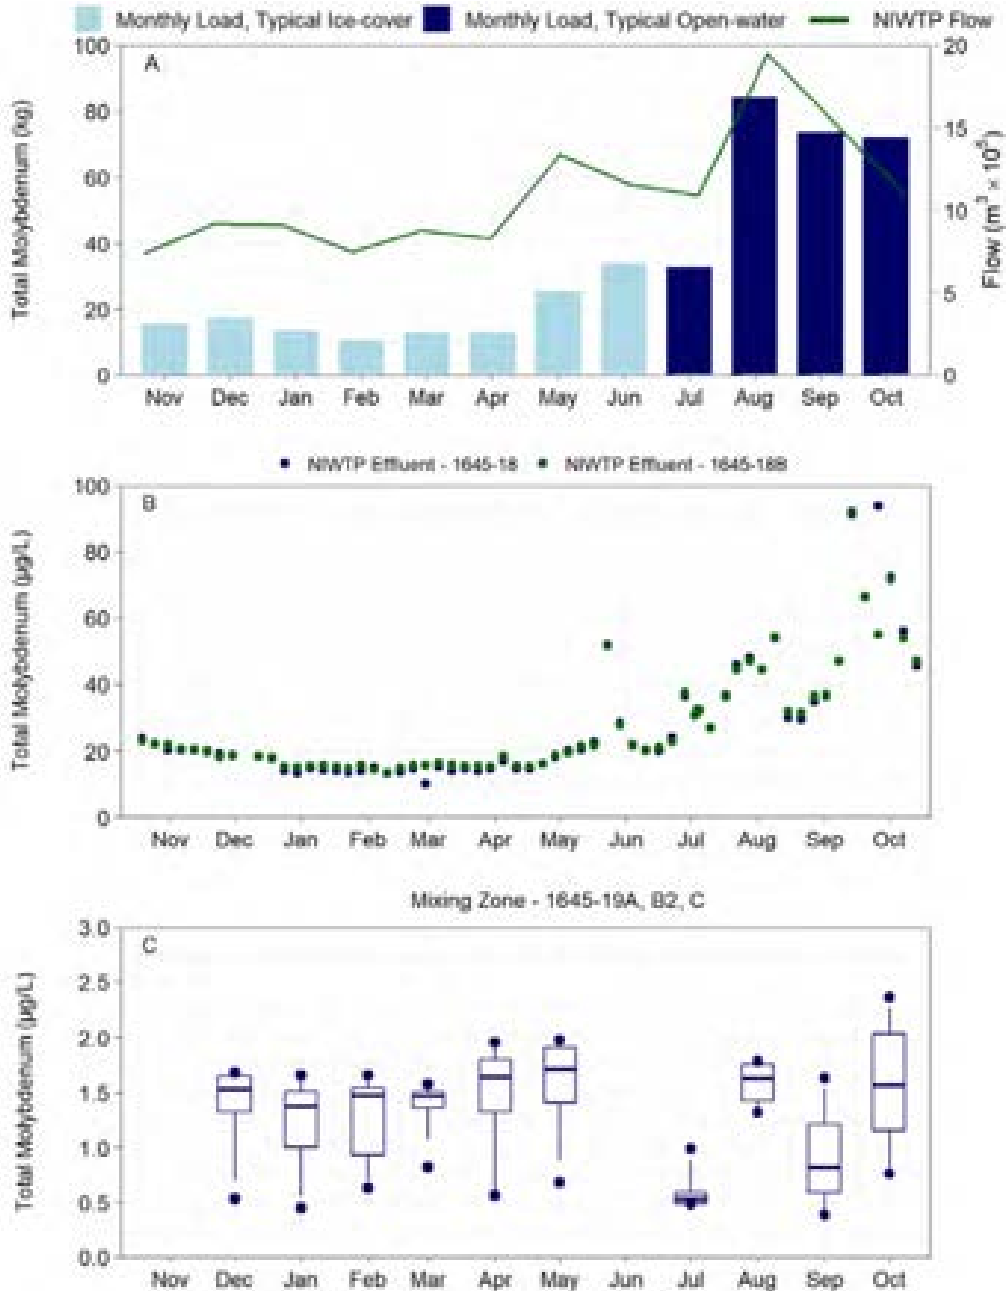 Monthly Load, Typical Ice-cover Monthly Load, Typical Open-water NIWTP Flow
A
Total Molybdenum (kg)
100
80
60
40
20
0
20
15
10
5
0
Flow (m³ × 10⁵)
Nov Dec Jan Feb Mar Apr May Jun Jul Aug Sep Oct
NIWTP Effluent - 1645-18 NIWTP Effluent - 1645-18B
B
Total Molybdenum (µg/L)
100
80
60
40
20
0
Nov Dec Jan Feb Mar Apr May Jun Jul Aug Sep Oct
Mixing Zone - 1645-19A, B2, C
C
Total Molybdenum (µg/L)
3.0
2.5
2.0
1.5
1.0
0.5
0.0
Nov Dec Jan Feb Mar Apr May Jun Jul Aug Sep Oct